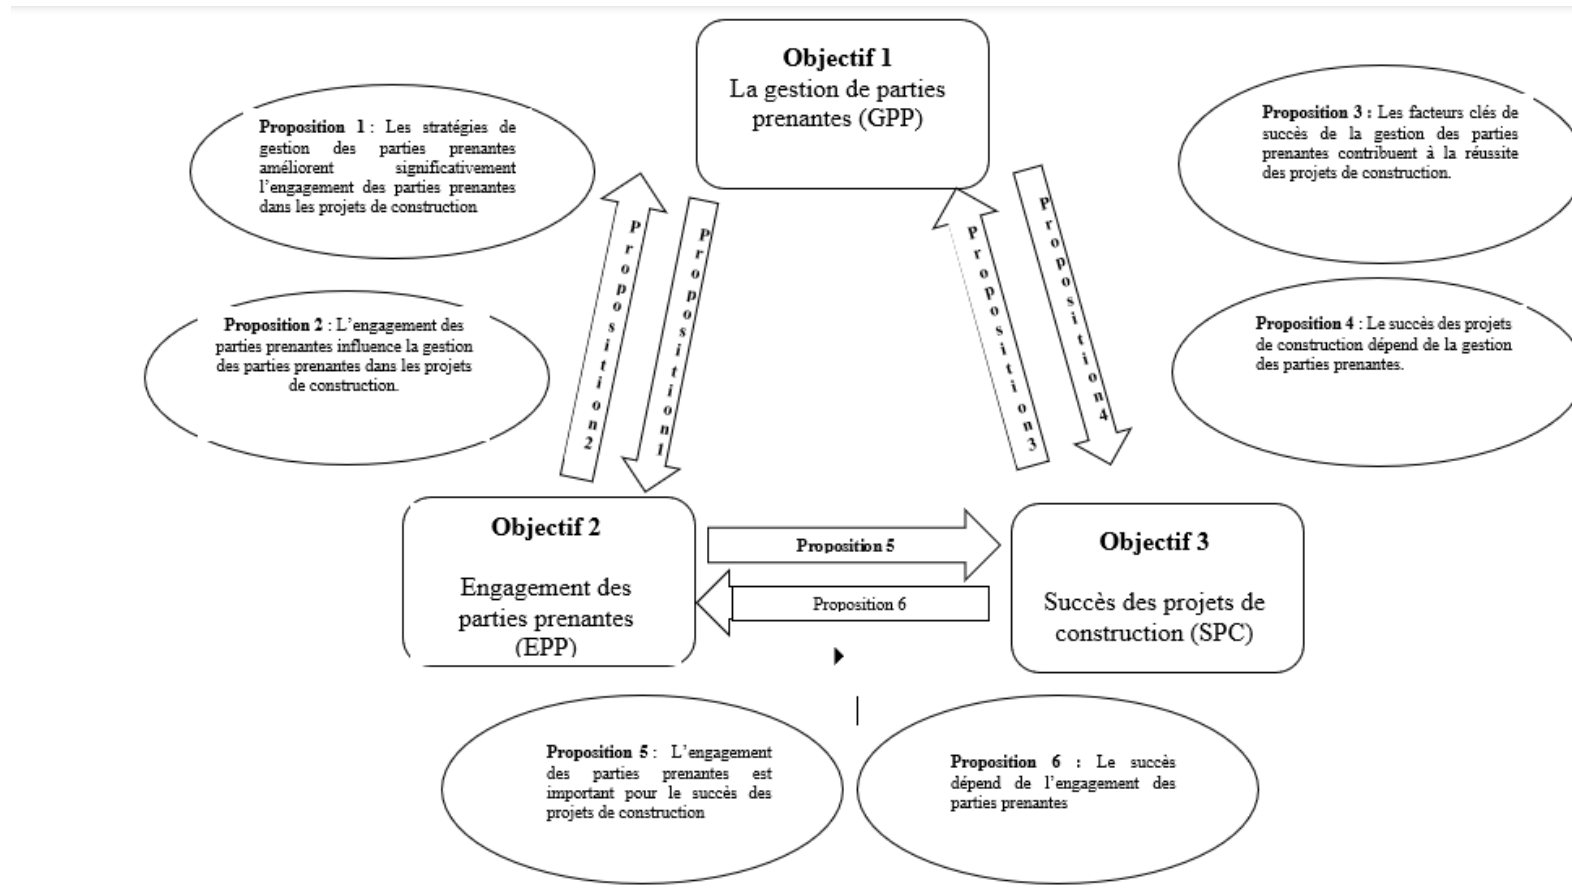 Objectif 1
La gestion de parties
prenantes (GPP)
Proposition 1 : Les stratégies de
gestion des parties prenantes
améliorent significativement
l'engagement des parties prenantes
dans les projets de construction
Proposition 2 : L'engagement des
parties prenantes influence la gestion
des parties prenantes dans les projets
de construction.
Proposition 3 : Les facteurs clés de
succès de la gestion des parties
prenantes contribuent à la réussite
des projets de construction.
Proposition 4 : Le succès des projets
de construction dépend de la gestion
des parties prenantes.
Proposition2
Proposition1
Proposition3
Proposition4
Objectif 2
Engagement des
parties prenantes
(EPP)
Proposition 5
Proposition 6
Objectif 3
Succès des projets de
construction (SPC)
Proposition 5 : L'engagement
des parties prenantes est
important pour le succès des
projets de construction
Proposition 6 : Le succès
dépend de l'engagement des
parties prenantes